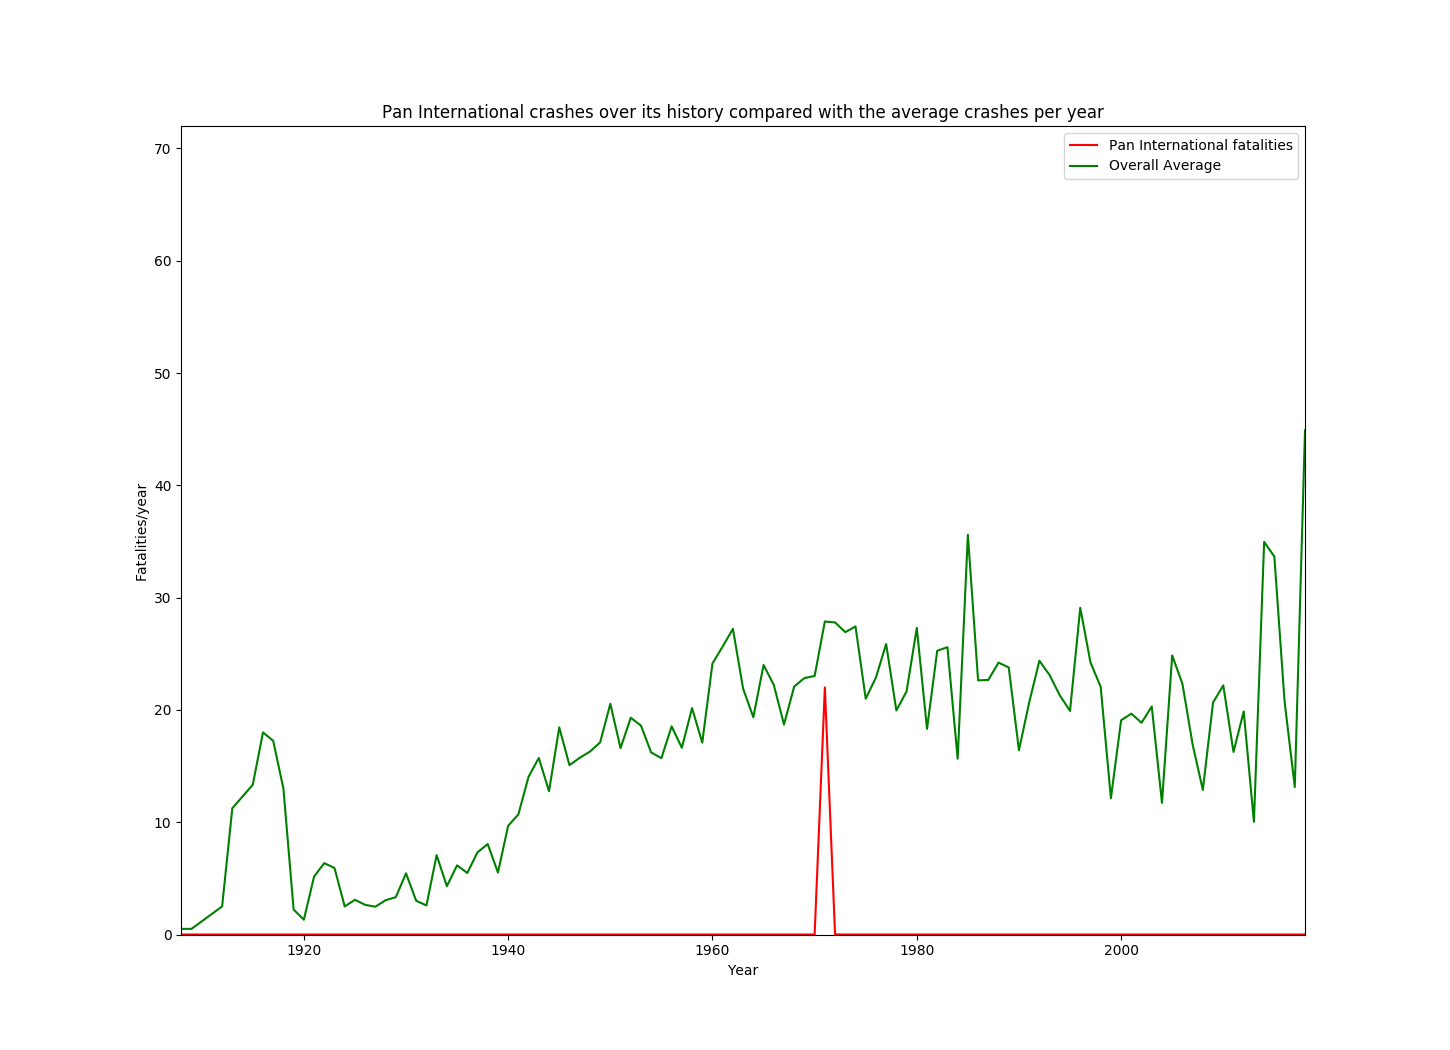 Pan International crashes over its history compared with the average crashes per year
Pan International fatalities
Overall Average
70
60
50
40
30
20
10
0
Fatalities/year
1920 1940 1960 1980 2000
Year